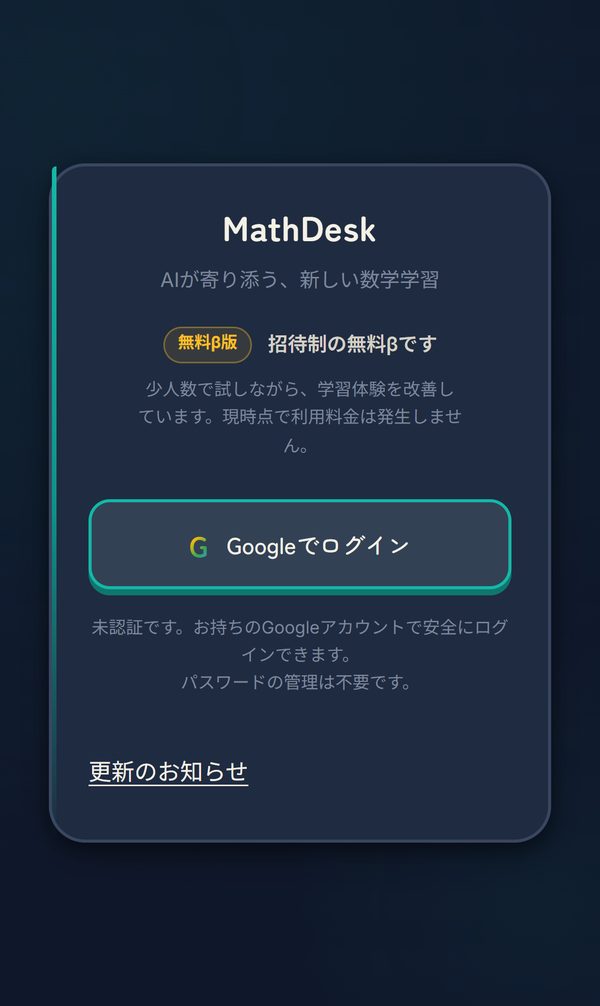 MathDesk
AIが寄り添う、新しい数学学習
無料β版 招待制の無料βです
少人数で試しながら、学習体験を改善し
ています。現時点で利用料金は発生しませ
ん。
G Googleでログイン
未認証です。お持ちのGoogleアカウントで安全にログ
インできます。
パスワードの管理は不要です。
更新のお知らせ